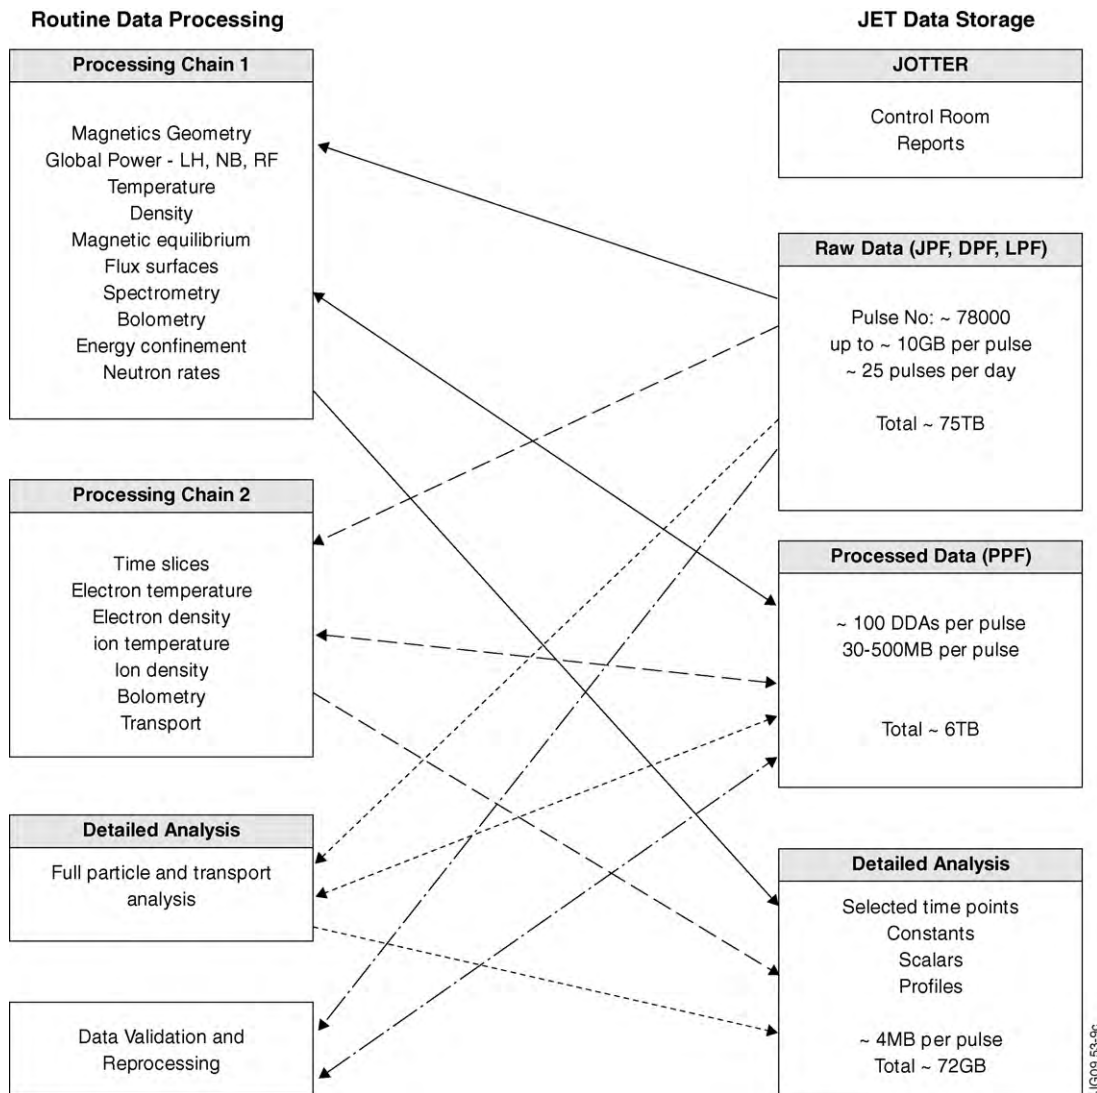 Routine Data Processing
Processing Chain 1
Magnetics Geometry
Global Power - LH, NB, RF
Temperature
Density
Magnetic equilibrium
Flux surfaces
Spectrometry
Bolometry
Energy confinement
Neutron rates
Processing Chain 2
Time slices
Electron temperature
Electron density
ion temperature
Ion density
Bolometry
Transport
Detailed Analysis
Full particle and transport
analysis
Data Validation and
Reprocessing
JET Data Storage
JOTTER
Control Room
Reports
Raw Data (JPF, DPF, LPF)
Pulse No: ~ 78000
up to ~ 10GB per pulse
~ 25 pulses per day
Total ~ 75TB
Processed Data (PPF)
~ 100 DDAs per pulse
30-500MB per pulse
Total ~ 6TB
Detailed Analysis
Selected time points
Constants
Scalars
Profiles
~ 4MB per pulse
Total ~ 72GB
JG09.53-9c